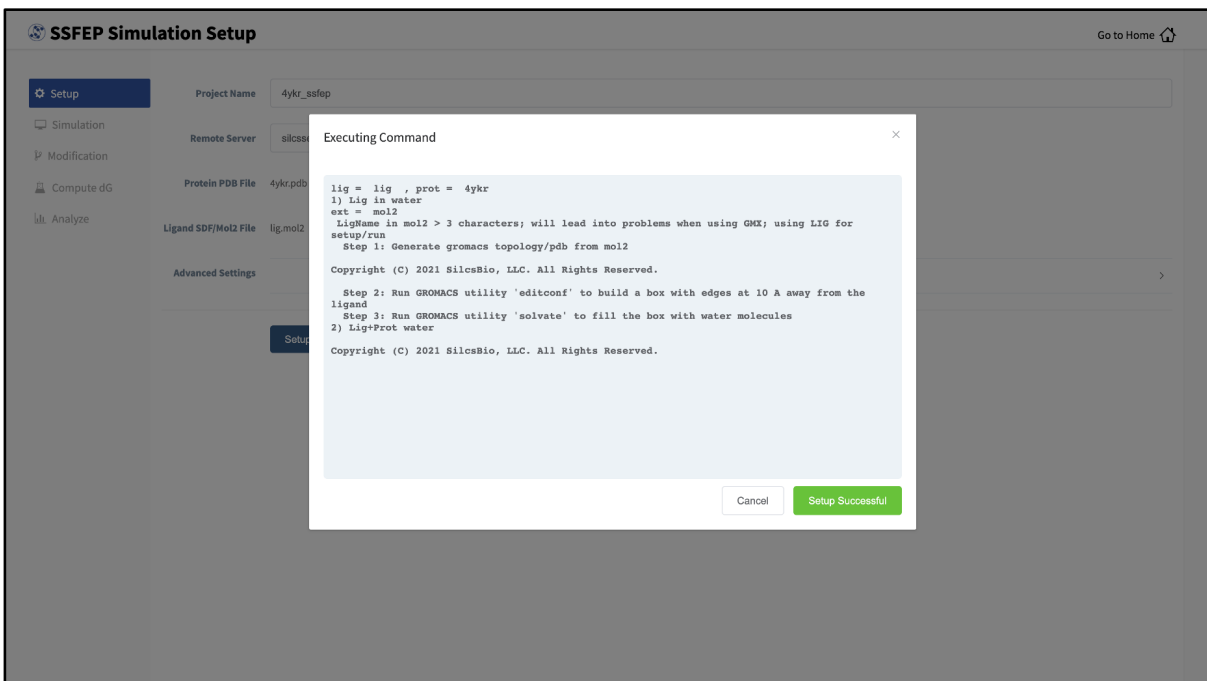 SSFEP Simulation Setup
Go to Home
Setup
Simulation
Modification
Compute dG
Analyze
Project Name 4ykr_ssfep
Remote Server silcsse
Protein PDB File 4ykr.pdb
Ligand SDF/Mol2 File lig.mol2
Advanced Settings
Setup
Executing Command
lig = lig , prot = 4ykr
1) Lig in water
ext = mol2
LigName in mol2 > 3 characters; will lead into problems when using GMX; using LIG for
setup/run
Step 1: Generate gromacs topology/pdb from mol2
Copyright (C) 2021 SilcsBio, LLC. All Rights Reserved.
Step 2: Run GROMACS utility 'editconf' to build a box with edges at 10 A away from the
ligand
Step 3: Run GROMACS utility 'solvate' to fill the box with water molecules
2) Lig+Prot water
Copyright (C) 2021 SilcsBio, LLC. All Rights Reserved.
Cancel
Setup Successful